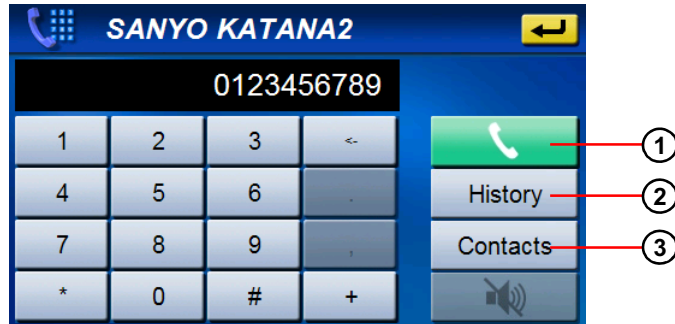 SANYO KATANA2
0123456789
1 2 3 <-
1
4 5 6 .
History
2
7 8 9 ,
Contacts
3
* 0 # +